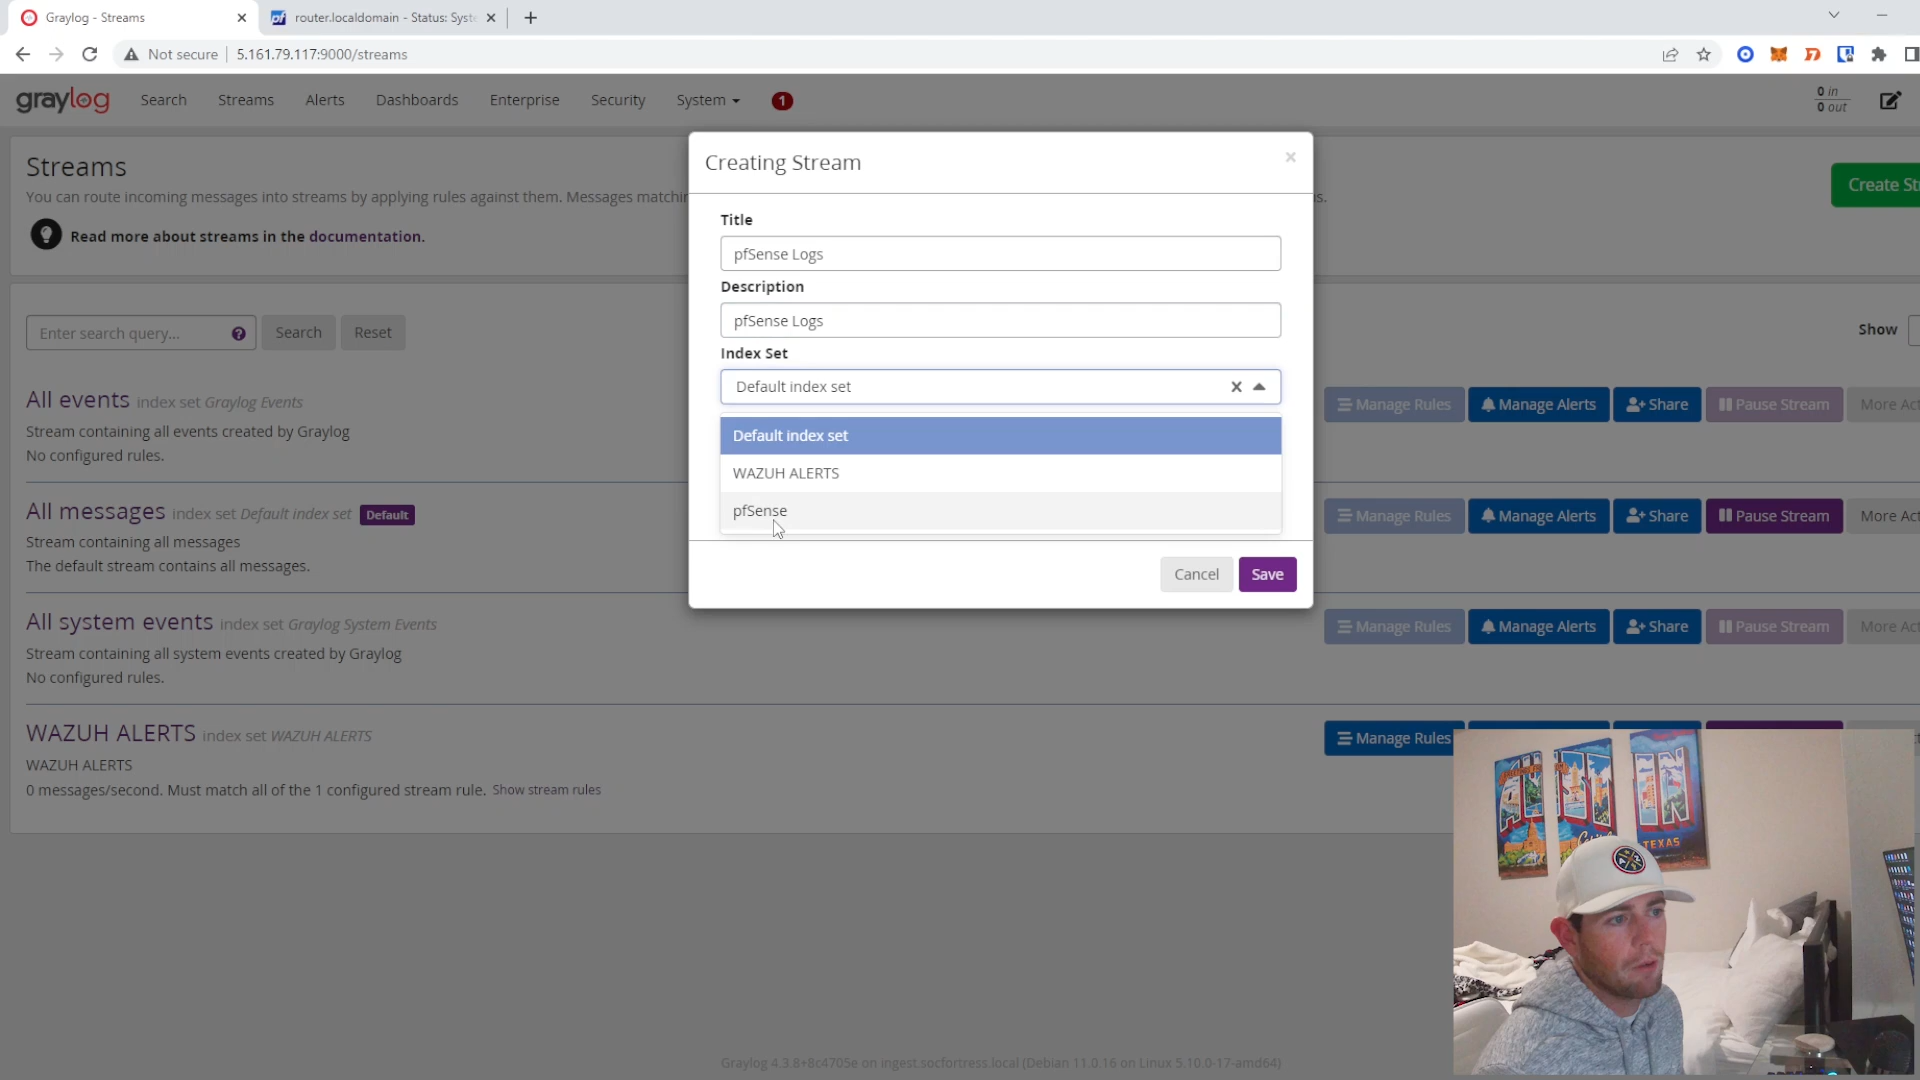 Graylog - Streams
router.localdomain - Status: Syste
Not secure
5.161.79.117:9000/streams
graylog
Search
Streams
Alerts
Dashboards
Enterprise
Security
System
1
0 in
0 out
Streams
You can route incoming messages into streams by applying rules against them. Messages matchin
s.
Create St
Read more about streams in the documentation.
Creating Stream
×
Title
pfSense Logs
Description
pfSense Logs
Index Set
Default index set
Default index set
WAZUH ALERTS
pfSense
Cancel
Save
Enter search query...
Search
Reset
Show
All events index set Graylog Events
Stream containing all events created by Graylog
No configured rules.
Manage Rules
Manage Alerts
Share
Pause Stream
More Act
All messages index set Default index set Default
Stream containing all messages
The default stream contains all messages.
Manage Rules
Manage Alerts
Share
Pause Stream
More Act
All system events index set Graylog System Events
Stream containing all system events created by Graylog
No configured rules.
Manage Rules
Manage Alerts
Share
Pause Stream
More Act
WAZUH ALERTS index set WAZUH ALERTS
WAZUH ALERTS
0 messages/second. Must match all of the 1 configured stream rule. Show stream rules
Manage Rules
AUSTIN
TEXAS
Graylog 4.3.8+8c4705e on ingest.socfortress.local (Debian 11.0.16 on Linux 5.10.0-17-amd64)